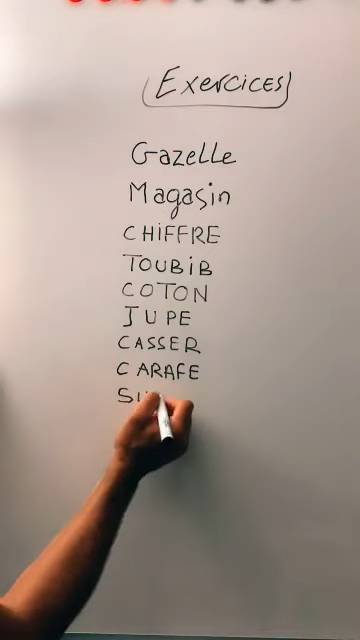 Exercices
Gazelle
Magasin
CHiFFRE
TOUBiB
COTON
JUPE
CASSER
CARAFE